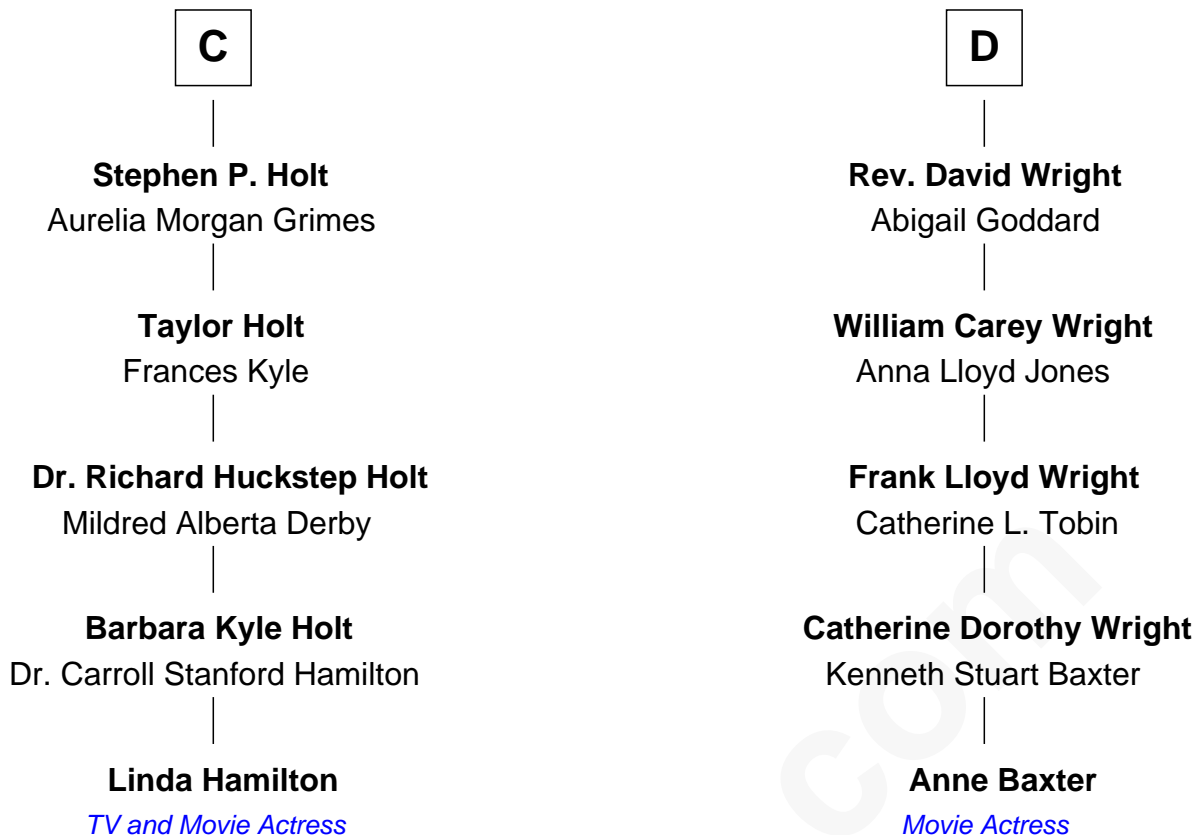 C
Stephen P. Holt
Aurelia Morgan Grimes
Taylor Holt
Frances Kyle
Dr. Richard Huckstep Holt
Mildred Alberta Derby
Barbara Kyle Holt
Dr. Carroll Stanford Hamilton
Linda Hamilton
TV and Movie Actress
D
Rev. David Wright
Abigail Goddard
William Carey Wright
Anna Lloyd Jones
Frank Lloyd Wright
Catherine L. Tobin
Catherine Dorothy Wright
Kenneth Stuart Baxter
Anne Baxter
Movie Actress
com